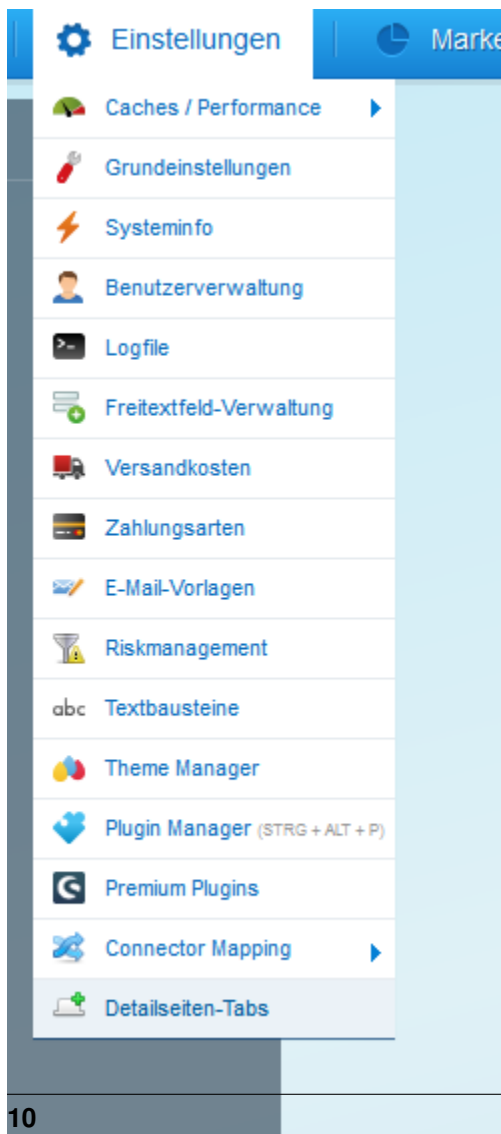 Einstellungen
Marke
Caches / Performance
Grundeinstellungen
Systeminfo
Benutzerverwaltung
Logfile
Freitextfeld-Verwaltung
Versandkosten
Zahlungsarten
E-Mail-Vorlagen
Riskmanagement
abc Textbausteine
Theme Manager
Plugin Manager (STRG + ALT + P)
Premium Plugins
Connector Mapping
Detailseiten-Tabs
10